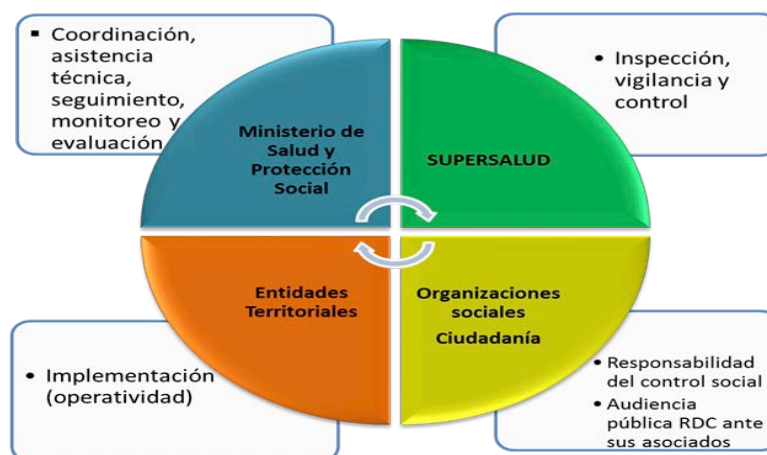 ▪ Coordinación,
asistencia
técnica,
seguimiento,
monitoreo y
evaluación
Ministerio de
Salud y
Protección
Social
SUPERSALUD
• Inspección,
vigilancia y
control
Entidades
Territoriales
• Implementación
(operatividad)
Organizaciones
sociales
Ciudadanía
• Responsabilidad
del control social
• Audiencia
pública RDC ante
sus asociados